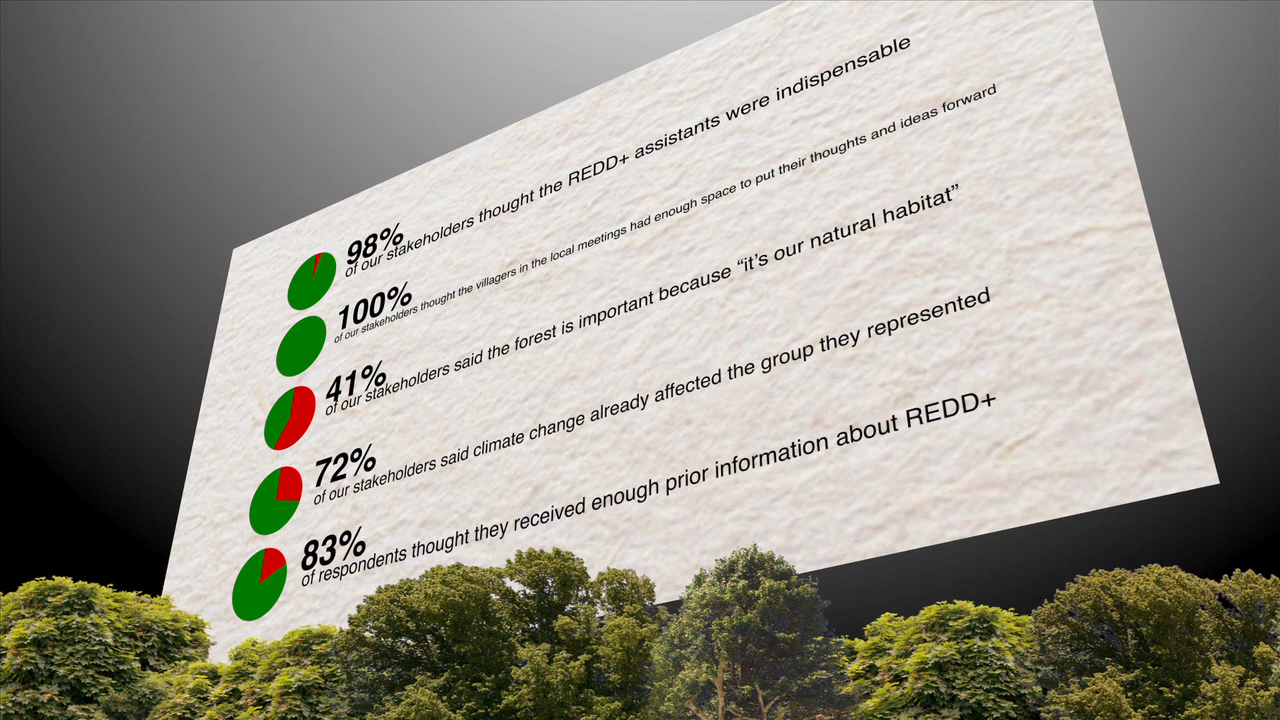 98%
of our stakeholders thought the REDD+ assistants were indispensable
100%
of our stakeholders thought the villagers in the local meetings had enough space to put their thoughts and ideas forward
41%
of our stakeholders said the forest is important because “it’s our natural habitat”
72%
of our stakeholders said climate change already affected the group they represented
83%
of respondents thought they received enough prior information about REDD+